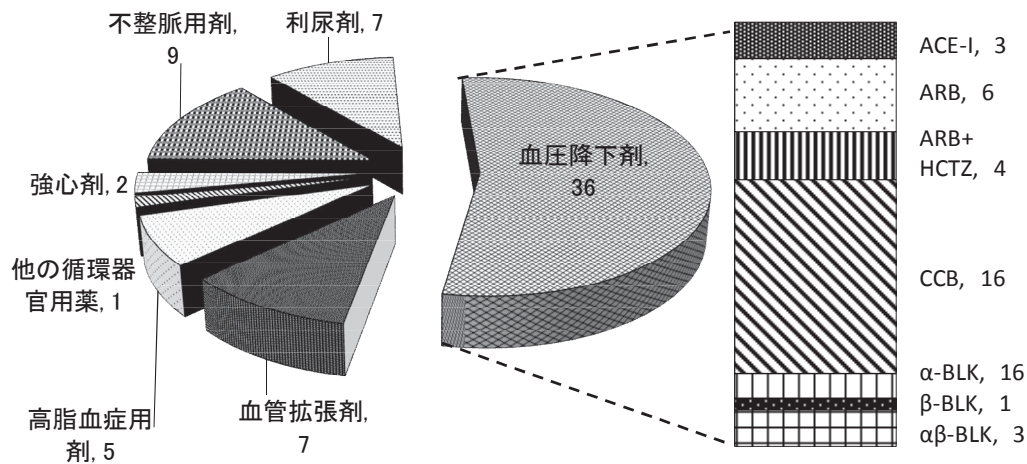 不整脈用剤,
9
利尿剤, 7
血圧降下剤,
36
強心剤, 2
他の循環器
官用薬, 1
高脂血症用
剤, 5
血管拡張剤,
7
ACE-I, 3
ARB, 6
ARB+
HCTZ, 4
CCB, 16
α-BLK, 16
β-BLK, 1
αβ-BLK, 3